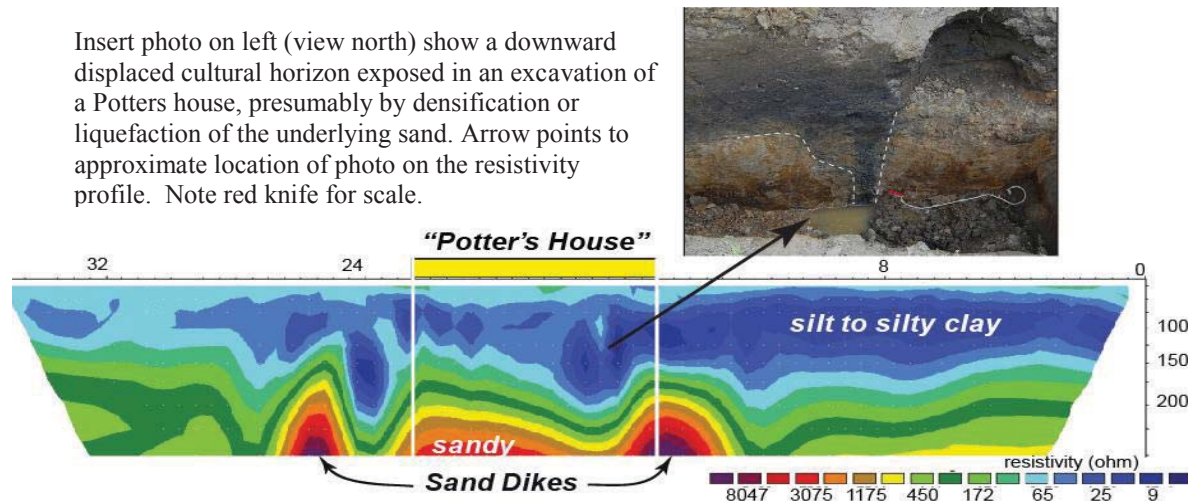 Insert photo on left (view north) show a downward
displaced cultural horizon exposed in an excavation of
a Potters house, presumably by densification or
liquefaction of the underlying sand. Arrow points to
approximate location of photo on the resistivity
profile. Note red knife for scale.
“Potter’s House”
32 24 8 0
silt to silty clay
100
150
200
sandy
Sand Dikes
resistivity (ohm)
8047 3075 1175 450 172 65 25 9